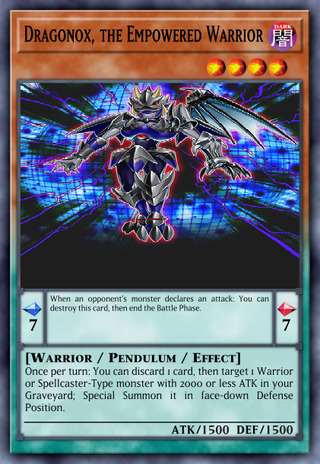 Dragonox, the Empowered Warrior
DARK
闇
When an opponent's monster declares an attack: You can
destroy this card, then end the Battle Phase.
7
7
[Warrior / Pendulum / Effect]
Once per turn: You can discard 1 card, then target 1 Warrior
or Spellcaster-Type monster with 2000 or less ATK in your
Graveyard; Special Summon it in face-down Defense
Position.
ATK/1500 DEF/1500